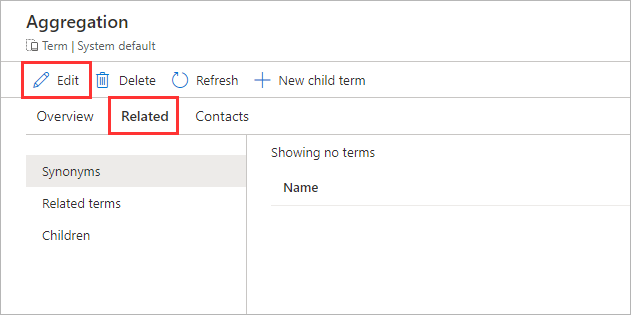 Aggregation
Term | System default
Edit Delete Refresh New child term
Overview Related Contacts
Showing no terms
Synonyms
Name
Related terms
Children